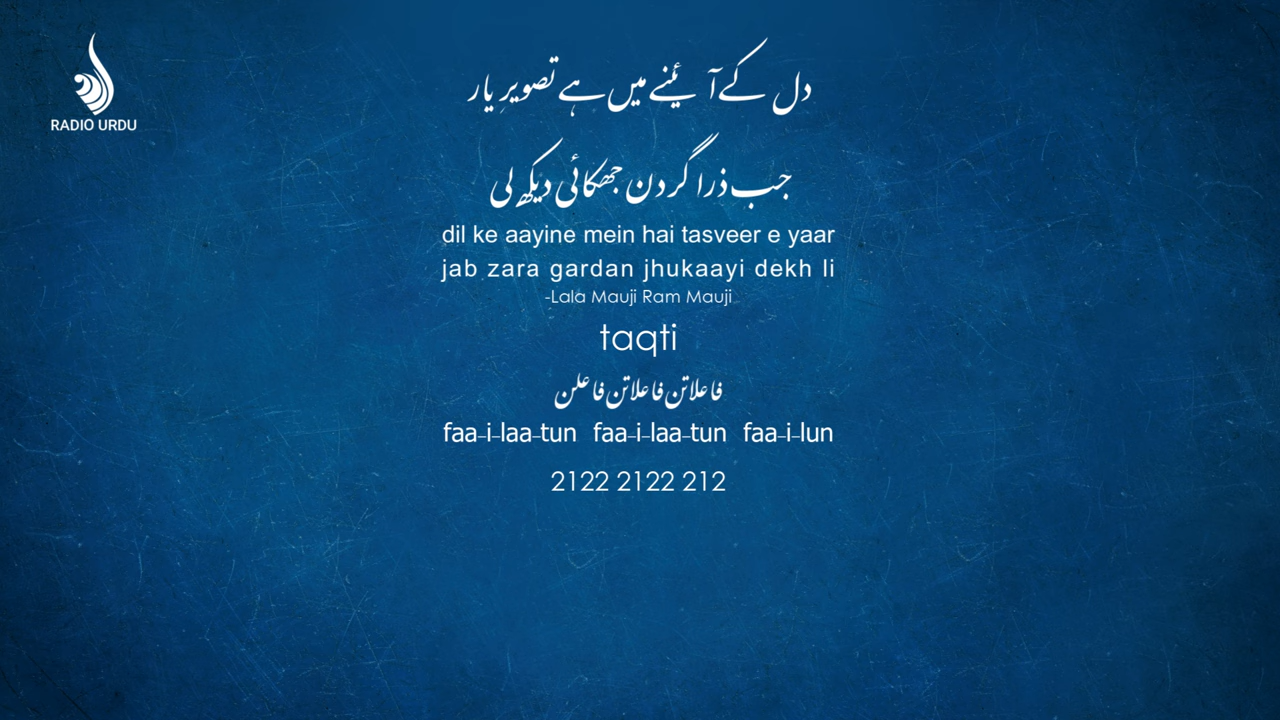 RADIO URDU
دل کے آئینے میں ہے تصویرِ یار
جب ذرا گردن جھکائی دیکھ لی
dil ke aayine mein hai tasveer e yaar
jab zara gardan jhukaayi dekh li
-Lala Mauji Ram Mauji
taqti
فاعلاتن فاعلاتن فاعلن
faa-i-laa-tun faa-i-laa-tun faa-i-lun
2122 2122 212